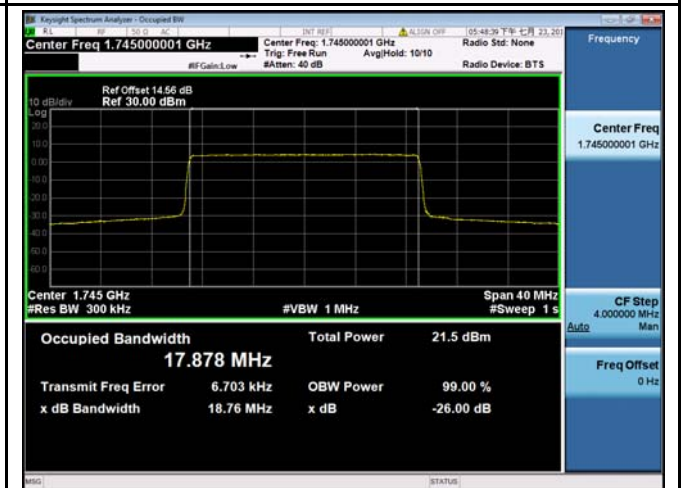 Keysight Spectrum Analyzer - Occupied BW
RL RF 50 Ω AC INT REF ALIGN OFF 05:48:39 下午 七月 23, 201
Center Freq 1.745000001 GHz
Center Freq: 1.745000001 GHz
Radio Std: None
Trig: Free Run Avg|Hold: 10/10
#IFGain:Low #Atten: 40 dB Radio Device: BTS
Frequency
Ref Offset 14.56 dB
10 dB/div Ref 30.00 dBm
Log
20.0
10.0
0.00
-10.0
-20.0
-30.0
-40.0
-50.0
-60.0
Center 1.745 GHz Span 40 MHz
#Res BW 300 kHz #VBW 1 MHz #Sweep 1 s
Occupied Bandwidth Total Power 21.5 dBm
17.878 MHz
Transmit Freq Error 6.703 kHz OBW Power 99.00 %
x dB Bandwidth 18.76 MHz x dB -26.00 dB
Center Freq
1.745000001 GHz
CF Step
4.000000 MHz
Auto Man
Freq Offset
0 Hz
MSG STATUS